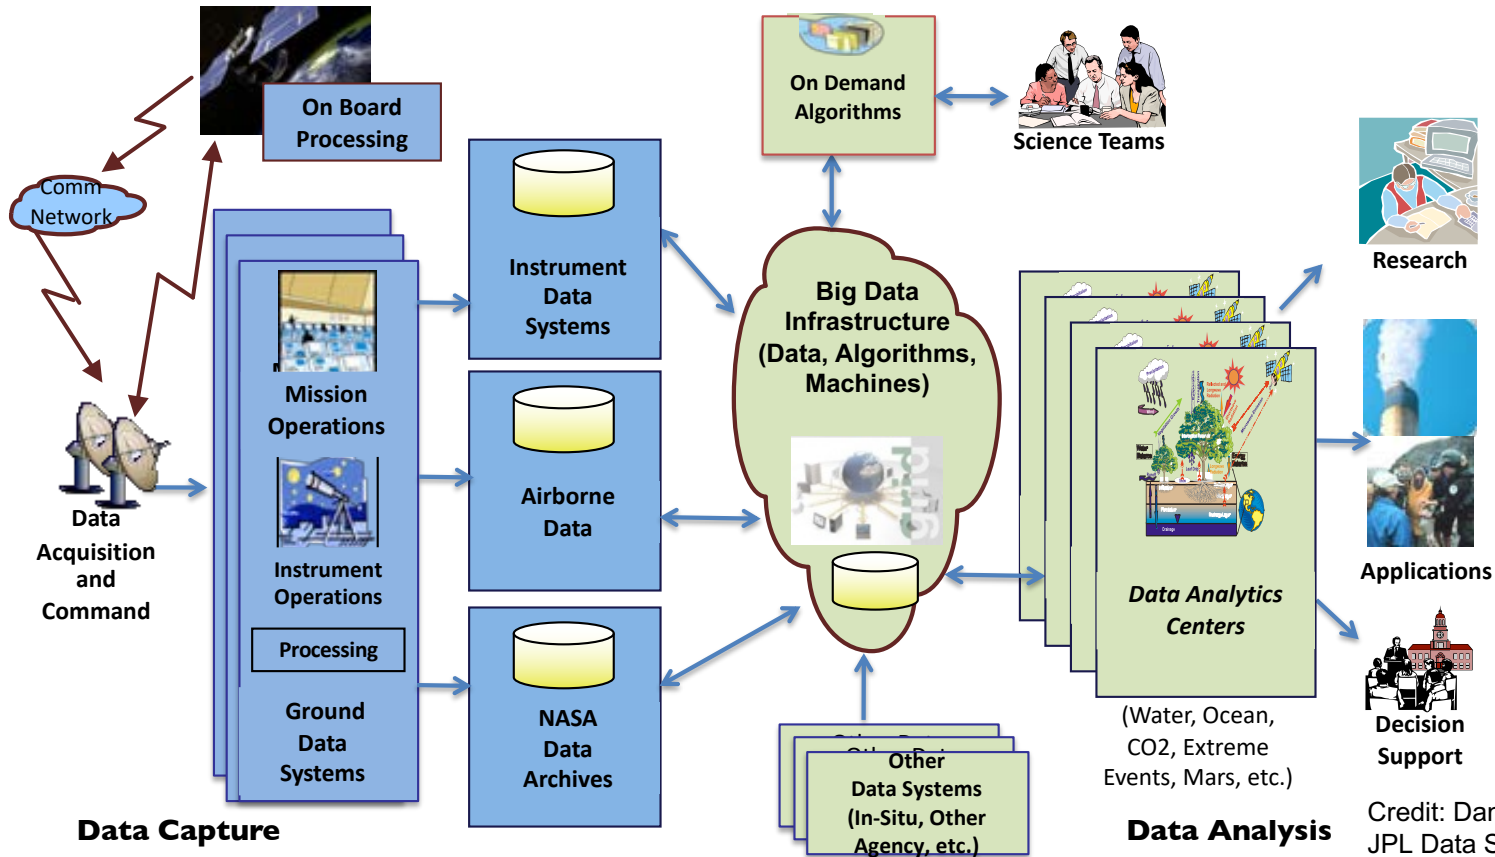 On Board
Processing
Comm
Network
Data
Acquisition
and
Command
Mission
Operations
Instrument
Operations
Processing
Ground
Data
Systems
Data Capture
Instrument
Data
Systems
Airborne
Data
NASA
Data
Archives
On Demand
Algorithms
Science Teams
Big Data
Infrastructure
(Data, Algorithms,
Machines)
grid
Other
Data Systems
(In-Situ, Other
Agency, etc.)
Data Analytics
Centers
(Water, Ocean,
CO2, Extreme
Events, Mars, etc.)
Data Analysis
Research
Applications
Decision
Support
Credit: Dan
JPL Data S